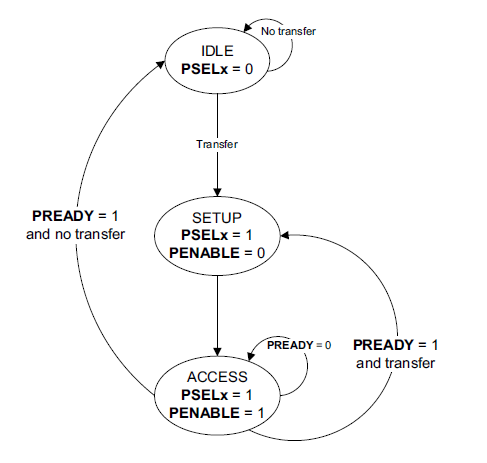 No transfer
IDLE
PSELx = 0
Transfer
PREADY = 1
and no transfer
SETUP
PSELx = 1
PENABLE = 0
PREADY = 0
PREADY = 1
and transfer
ACCESS
PSELx = 1
PENABLE = 1